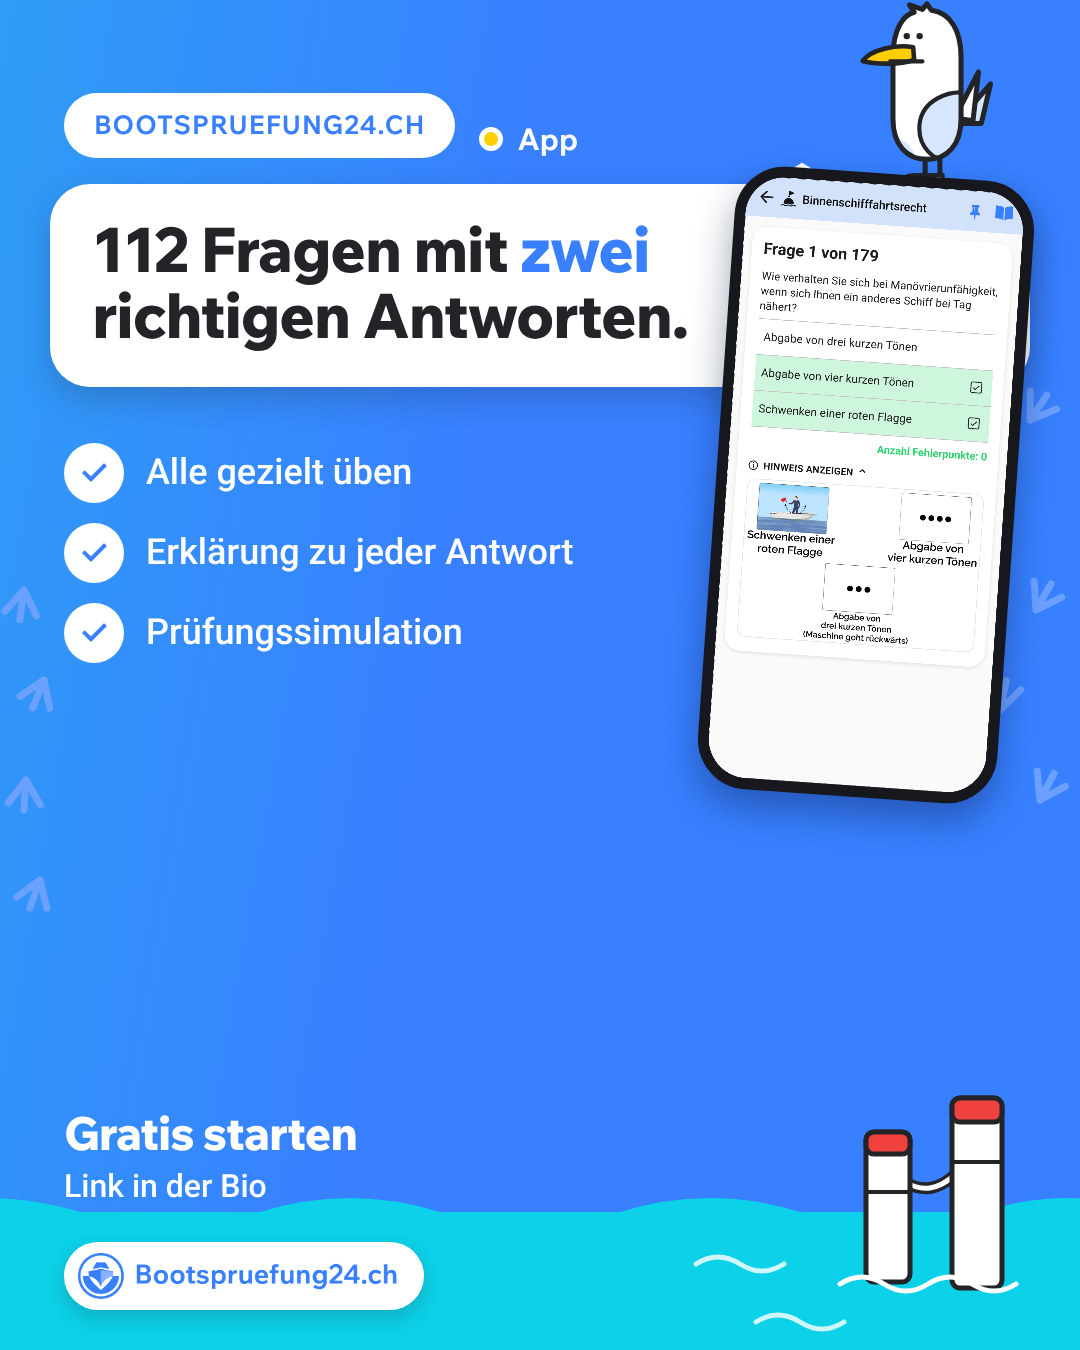 BOOTSPRUEFUNG24.CH
App
112 Fragen mit zwei
richtigen Antworten.
Alle gezielt üben
Erklärung zu jeder Antwort
Prüfungssimulation
Binnenschifffahrtsrecht
Frage 1 von 179
Wie verhalten Sie sich bei Manövrierunfähigkeit,
wenn sich Ihnen ein anderes Schiff bei Tag
nähert?
Abgabe von drei kurzen Tönen
Abgabe von vier kurzen Tönen
Schwenken einer roten Flagge
Anzahl Fehlerpunkte: 0
HINWEIS ANZEIGEN
Schwenken einer
roten Flagge
Abgabe von
vier kurzen Tönen
Abgabe von
drei kurzen Tönen
(Maschine geht rückwärts)
Gratis starten
Link in der Bio
Bootspruefung24.ch